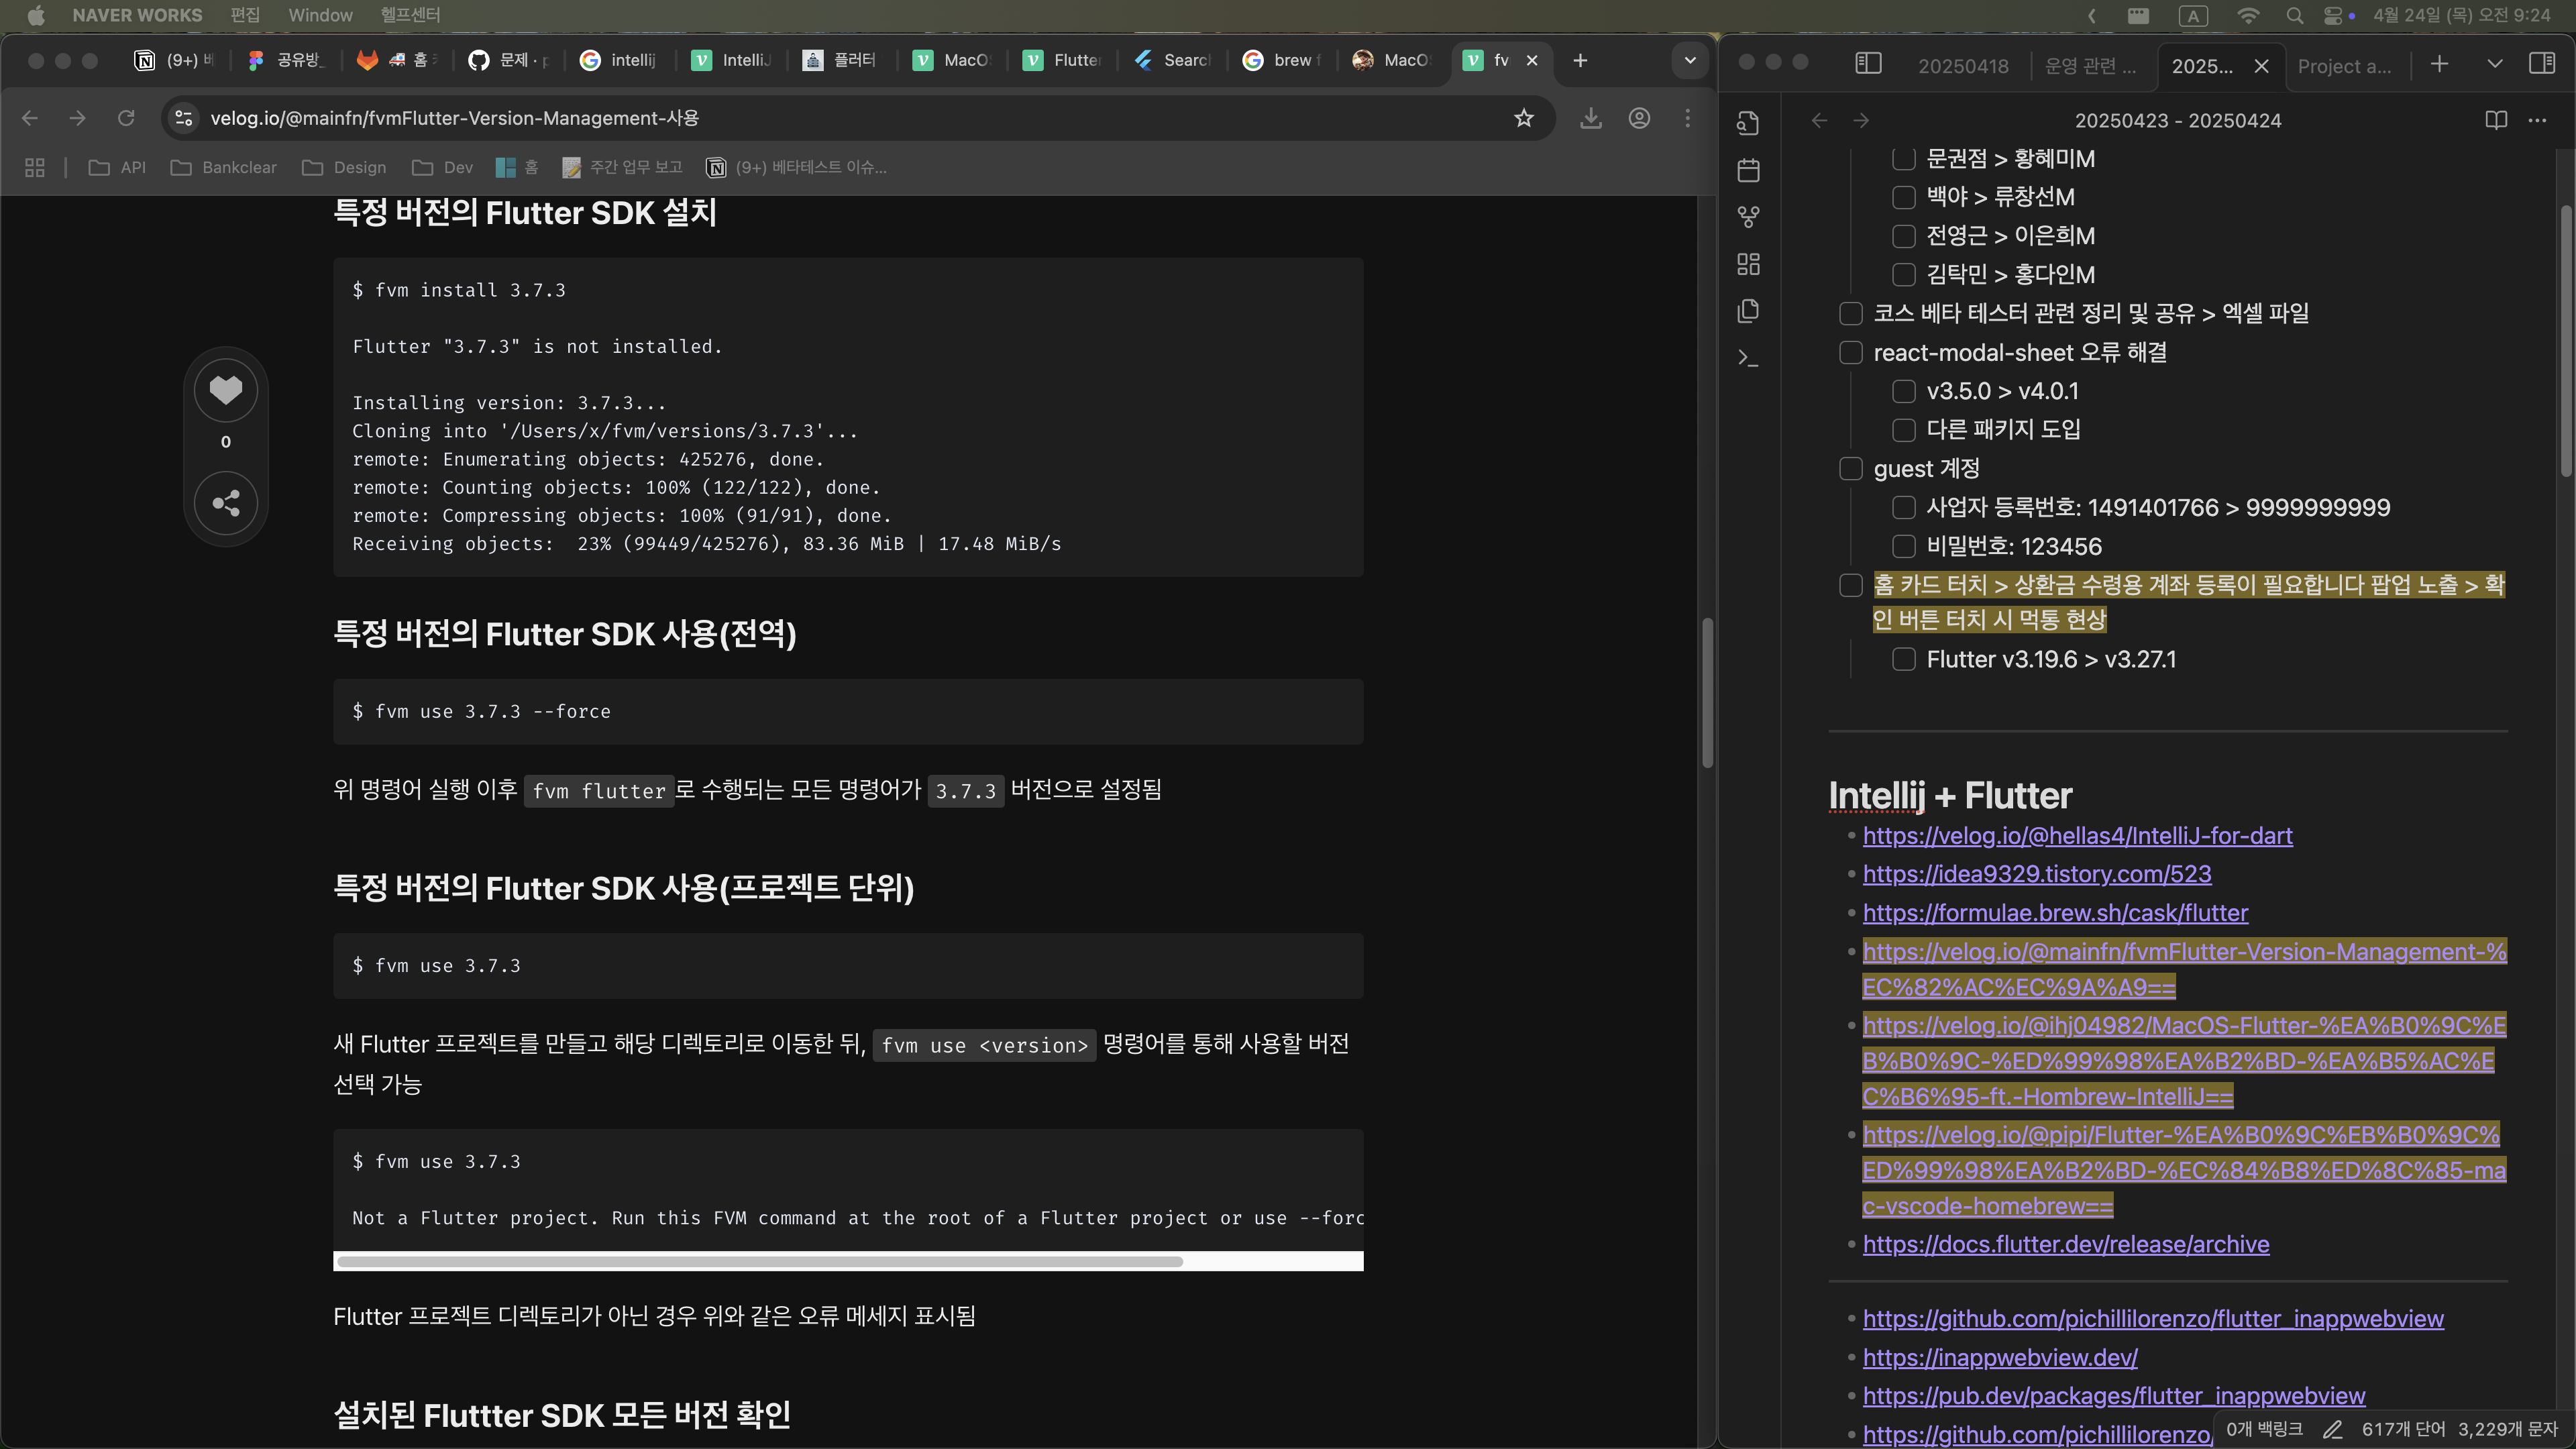 NAVER WORKS 편집 Window 헬프센터
A 4월 24일 (목) 오전 9:24
(9+) 공유방_ 홈 문제 · intellij IntelliJ 플러터 MacO Flutter Search brew f MacO fv
velog.io/@mainfn/fvmFlutter-Version-Management-사용
API Bankclear Design Dev 홈 주간 업무 보고 (9+) 베타테스트 이슈...
특정 버전의 Flutter SDK 설치
$ fvm install 3.7.3
Flutter "3.7.3" is not installed.
Installing version: 3.7.3...
Cloning into '/Users/x/fvm/versions/3.7.3'...
remote: Enumerating objects: 425276, done.
remote: Counting objects: 100% (122/122), done.
remote: Compressing objects: 100% (91/91), done.
Receiving objects:  23% (99449/425276), 83.36 MiB | 17.48 MiB/s
0
특정 버전의 Flutter SDK 사용(전역)
$ fvm use 3.7.3 --force
위 명령어 실행 이후 fvm flutter로 수행되는 모든 명령어가 3.7.3 버전으로 설정됨
특정 버전의 Flutter SDK 사용(프로젝트 단위)
$ fvm use 3.7.3
새 Flutter 프로젝트를 만들고 해당 디렉토리로 이동한 뒤, fvm use <version> 명령어를 통해 사용할 버전
선택 가능
$ fvm use 3.7.3
Not a Flutter project. Run this FVM command at the root of a Flutter project or use --forc
Flutter 프로젝트 디렉토리가 아닌 경우 위와 같은 오류 메세지 표시됨
설치된 Fluttter SDK 모든 버전 확인
20250418 운영 관련 ... 2025... Project a...
20250423 - 20250424
문권점 > 황혜미M
백야 > 류창선M
전영근 > 이은희M
김탁민 > 홍다인M
코스 베타 테스터 관련 정리 및 공유 > 엑셀 파일
react-modal-sheet 오류 해결
v3.5.0 > v4.0.1
다른 패키지 도입
guest 계정
사업자 등록번호: 1491401766 > 9999999999
비밀번호: 123456
홈 카드 터치 > 상환금 수령용 계좌 등록이 필요합니다 팝업 노출 > 확
인 버튼 터치 시 먹통 현상
Flutter v3.19.6 > v3.27.1
Intellij + Flutter
https://velog.io/@hellas4/IntelliJ-for-dart
https://idea9329.tistory.com/523
https://formulae.brew.sh/cask/flutter
https://velog.io/@mainfn/fvmFlutter-Version-Management-%
EC%82%AC%EC%9A%A9==
https://velog.io/@ihj04982/MacOS-Flutter-%EA%B0%9C%E
B%B0%9C-%ED%99%98%EA%B2%BD-%EA%B5%AC%E
C%B6%95-ft.-Hombrew-IntelliJ==
https://velog.io/@pipi/Flutter-%EA%B0%9C%EB%B0%9C%
ED%99%98%EA%B2%BD-%EC%84%B8%ED%8C%85-ma
c-vscode-homebrew==
https://docs.flutter.dev/release/archive
https://github.com/pichillilorenzo/flutter_inappwebview
https://inappwebview.dev/
https://pub.dev/packages/flutter_inappwebview
https://github.com/pichillilorenzo/
0개 백링크 617개 단어 3,229개 문자